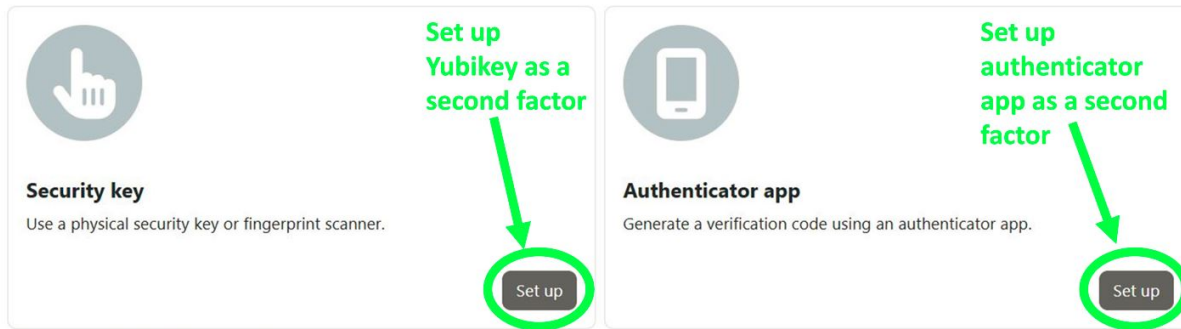 Set up
Yubikey as a
second factor
Security key
Use a physical security key or fingerprint scanner.
Set up
Set up
authenticator
app as a second
factor
Authenticator app
Generate a verification code using an authenticator app.
Set up